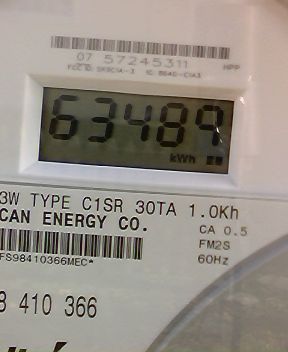 07 57245311 HPP
63489
kWh
3W TYPE C1SR 30TA 1.0Kh
CAN ENERGY CO.
CA 0.5
FM2S
60Hz
FS98410366MEC*
8 410 366